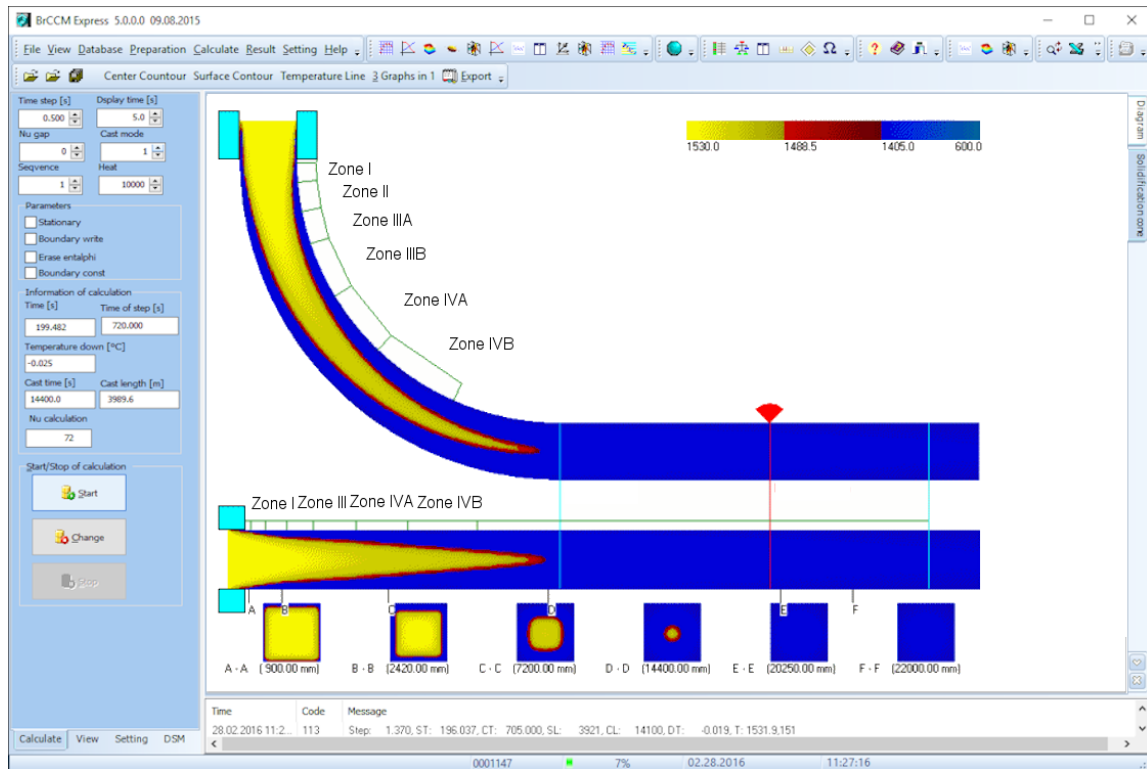 BrCCM Express 5.0.0.0 09.08.2015
File View Database Preparation Calculate Result Setting Help
Center Countour Surface Contour Temperature Line 3 Graphs in 1 Export
Time step [s] Dsplay time [s]
0.500 5.0
Nu gap Cast mode
0 1
Seqvence Heat
1 10000
Parameters
Stationary
Boundary write
Erase entalphi
Boundary const
Information of calculation
Time [s] Time of step [s]
199.482 720.000
Temperature down [ºC]
-0.025
Cast time [s] Cast length [m]
14400.0 3989.6
Nu calculation
72
Start/Stop of calculation
Start
Change
Stop
Calculate View Setting DSM
1530.0 1488.5 1405.0 600.0
Zone I
Zone II
Zone IIIA
Zone IIIB
Zone IVA
Zone IVB
Zone I Zone III Zone IVA Zone IVB
A B C D E F
A - A ( 900.00 mm) B - B (2420.00 mm) C - C (7200.00 mm) D - D (14400.00 mm) E - E (20250.00 mm) F - F (22000.00 mm)
Diagram
Solidification cone
Time Code Message
28.02.2016 11:2... 113 Step: 1.370, ST: 196.037, CT: 705.000, SL: 3921, CL: 14100, DT: -0.019, T: 1531.9,151
0001147 7% 02.28.2016 11:27:16